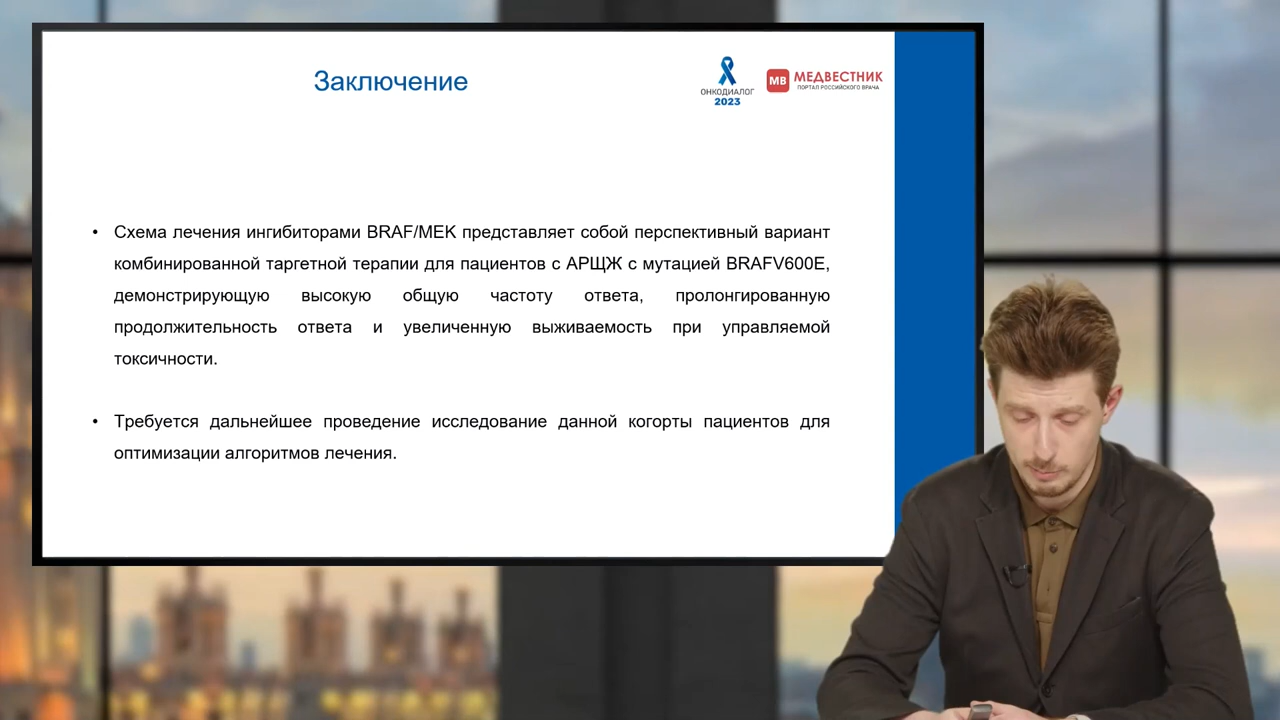 Заключение
ОНКОДИАЛОГ
2023
МВ
МЕДВЕСТНИК
ПОРТАЛ РОССИЙСКОГО ВРАЧА
• Схема лечения ингибиторами BRAF/MEK представляет собой перспективный вариант
комбинированной таргетной терапии для пациентов с АРЩЖ с мутацией BRAFV600E,
демонстрирующую высокую общую частоту ответа, пролонгированную
продолжительность ответа и увеличенную выживаемость при управляемой
токсичности.
• Требуется дальнейшее проведение исследование данной когорты пациентов для
оптимизации алгоритмов лечения.